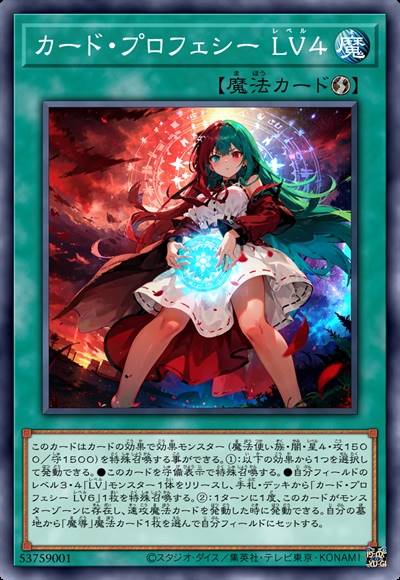 カード・プロフェシー LV4
魔
【魔法カード】
このカードはカードの効果で効果モンスター(魔法使い族・闇・星4・攻150
0/守1500)を特殊召喚する事ができる。①:以下の効果から1つを選択し
て発動できる。●このカードを守備表示で特殊召喚する。●自分フィールドの
レベル3・4「LV」モンスター1体をリリースし、手札・デッキから「カード・プロ
フェシー LV6」1枚を特殊召喚する。②:1ターンに1度、このカードがモンス
ターゾーンに存在し、速攻魔法カードを発動した時に発動できる。自分の墓
地から「魔導」魔法カード1枚を選んで自分フィールドにセットする。
53759001
©スタジオ・ダイス/集英社・テレビ東京・KONAMI